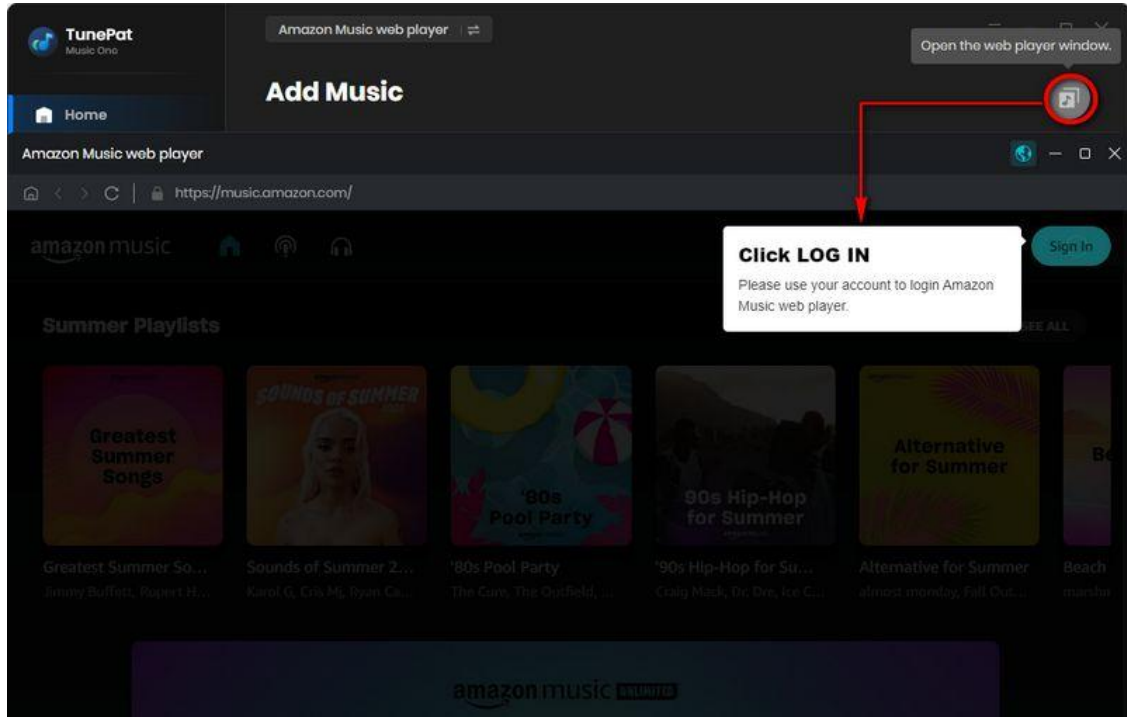 TunePat
Music One
Amazon Music web player
Open the web player window.
Add Music
Home
Amazon Music web player
https://music.amazon.com/
amazon music
Sign In
Click LOG IN
Please use your account to login Amazon
Music web player.
Summer Playlists
SEE ALL
Greatest
Summer
Songs
SOUNDS OF SUMMER
'80s
Pool Party
90s Hip-Hop
for Summer
Alternative
for Summer
Be
Greatest Summer So...
Sounds of Summer 2...
'80s Pool Party
'90s Hip-Hop for Su...
Alternative for Summer
Beach
Jimmy Buffett, Rupert H...
Karol G, Cris Mj, Ryan Ca...
The Cure, The Outfield, ...
Craig Mack, Dr. Dre, Ice C...
almost monday, Fall Out...
marsh
amazon music UNLIMITED